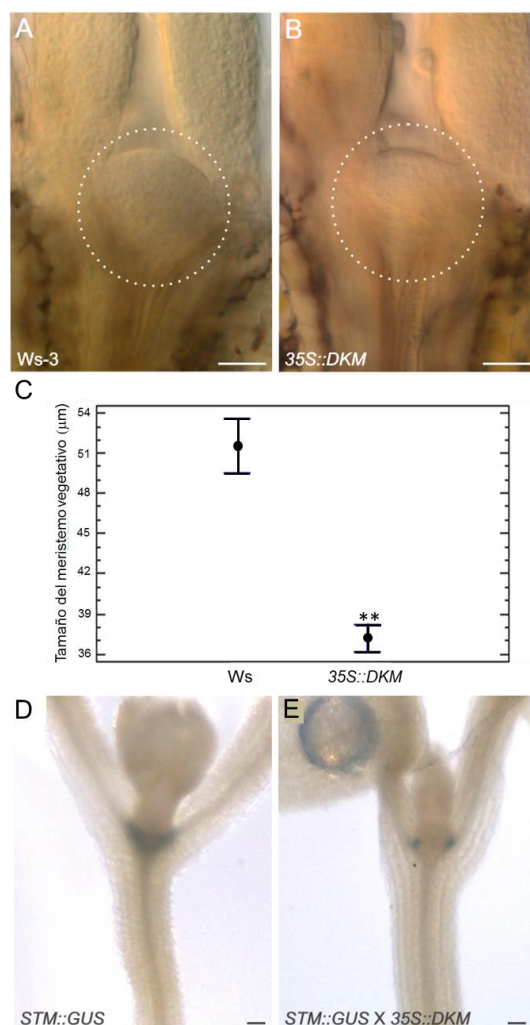 A
B
Ws-3
35S::DKM
C
Tamaño del meristemo vegetativo (μm)
54
51
48
45
42
39
36
**
Ws
35S::DKM
D
E
STM::GUS
STM::GUS X 35S::DKM